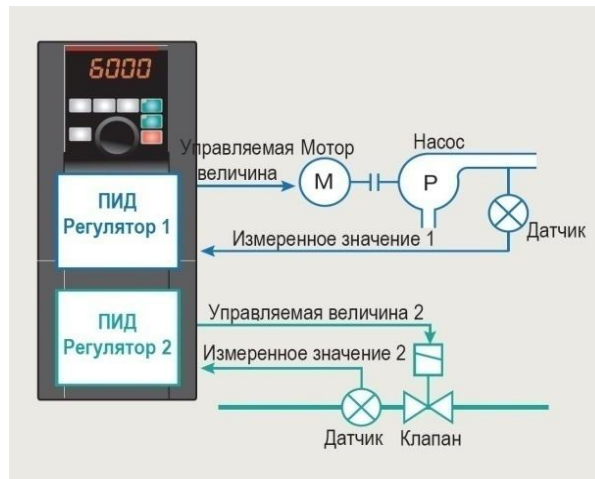 6000
Управляемая Мотор
величина
Насос
M
P
ПИД
Регулятор 1
Измеренное значение 1
Датчик
ПИД
Регулятор 2
Управляемая величина 2
Измеренное значение 2
Датчик
Клапан